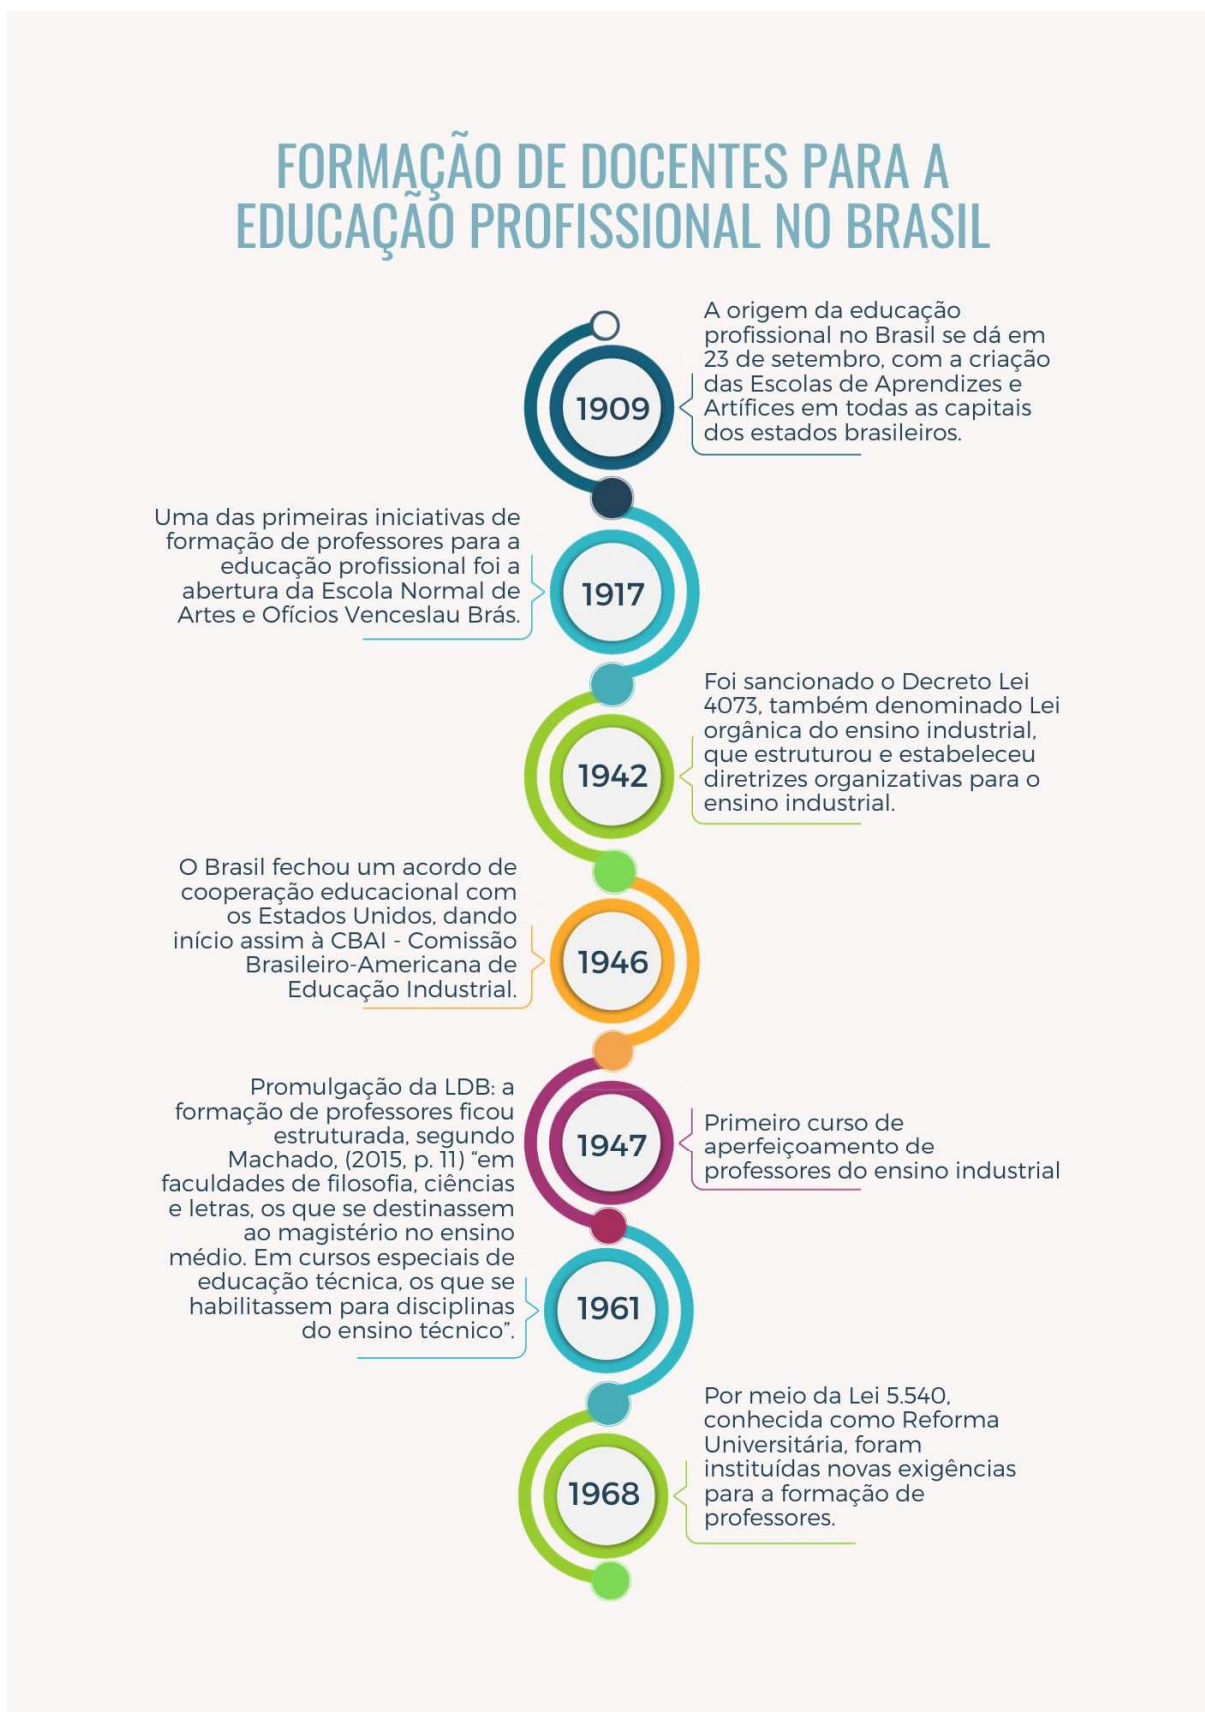 FORMAÇÃO DE DOCENTES PARA A
EDUCAÇÃO PROFISSIONAL NO BRASIL
1909
A origem da educação
profissional no Brasil se dá em
23 de setembro, com a criação
das Escolas de Aprendizes e
Artífices em todas as capitais
dos estados brasileiros.
Uma das primeiras iniciativas de
formação de professores para a
educação profissional foi a
abertura da Escola Normal de
Artes e Ofícios Venceslau Brás.
1917
1942
Foi sancionado o Decreto Lei
4073, também denominado Lei
orgânica do ensino industrial,
que estruturou e estabeleceu
diretrizes organizativas para o
ensino industrial.
O Brasil fechou um acordo de
cooperação educacional com
os Estados Unidos, dando
início assim à CBAI - Comissão
Brasileiro-Americana de
Educação Industrial.
1946
1947
Primeiro curso de
aperfeiçoamento de
professores do ensino industrial
Promulgação da LDB: a
formação de professores ficou
estruturada, segundo
Machado, (2015, p. 11) “em
faculdades de filosofia, ciências
e letras, os que se destinassem
ao magistério no ensino
médio. Em cursos especiais de
educação técnica, os que se
habilitassem para disciplinas
do ensino técnico”.
1961
1968
Por meio da Lei 5.540,
conhecida como Reforma
Universitária, foram
instituídas novas exigências
para a formação de
professores.